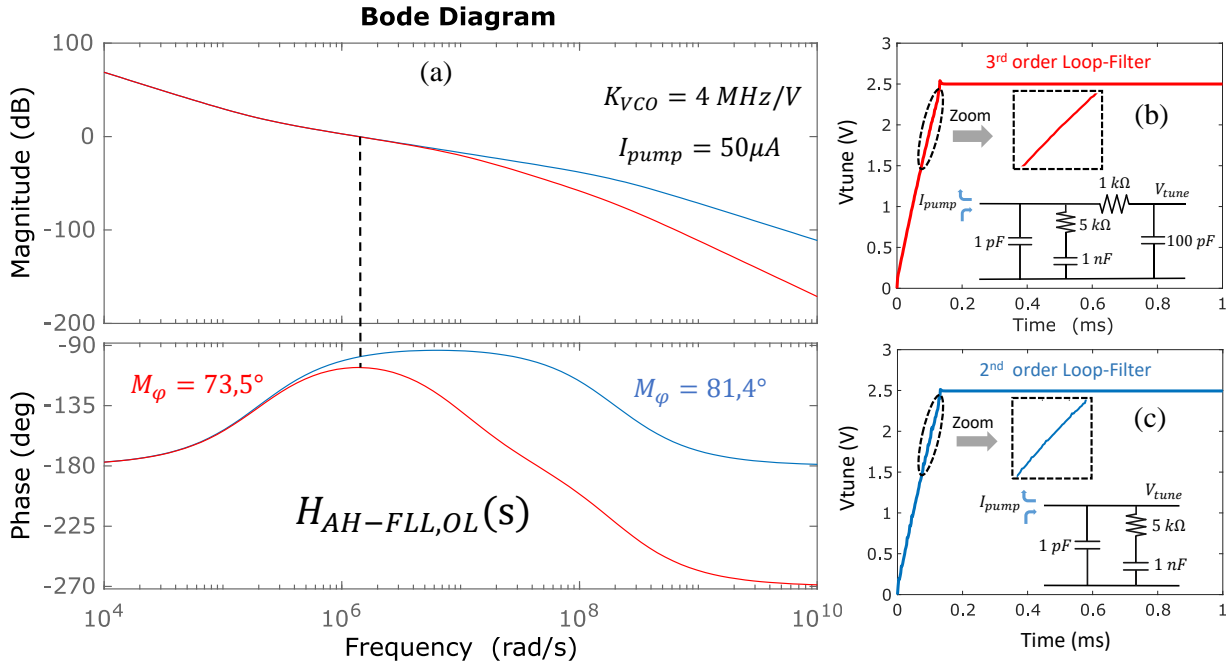 Bode Diagram
(a)
K_VCO = 4 MHz/V
I_pump = 50μA
Magnitude (dB)
100
0
-100
-200
M_φ = 73,5°
M_φ = 81,4°
H_AH−FLL,OL(s)
Phase (deg)
-90
-135
-180
-225
-270
10^4
10^6
10^8
10^10
Frequency (rad/s)
3rd order Loop-Filter
(b)
Zoom
I_pump
1 kΩ
V_tune
5 kΩ
1 pF
1 nF
100 pF
Vtune (V)
3
2.5
2
1.5
1
0.5
0
0
0.2
0.4
0.6
0.8
1
Time (ms)
2nd order Loop-Filter
(c)
Zoom
I_pump
V_tune
5 kΩ
1 pF
1 nF
Vtune (V)
3
2.5
2
1.5
1
0.5
0
0
0.2
0.4
0.6
0.8
1
Time (ms)